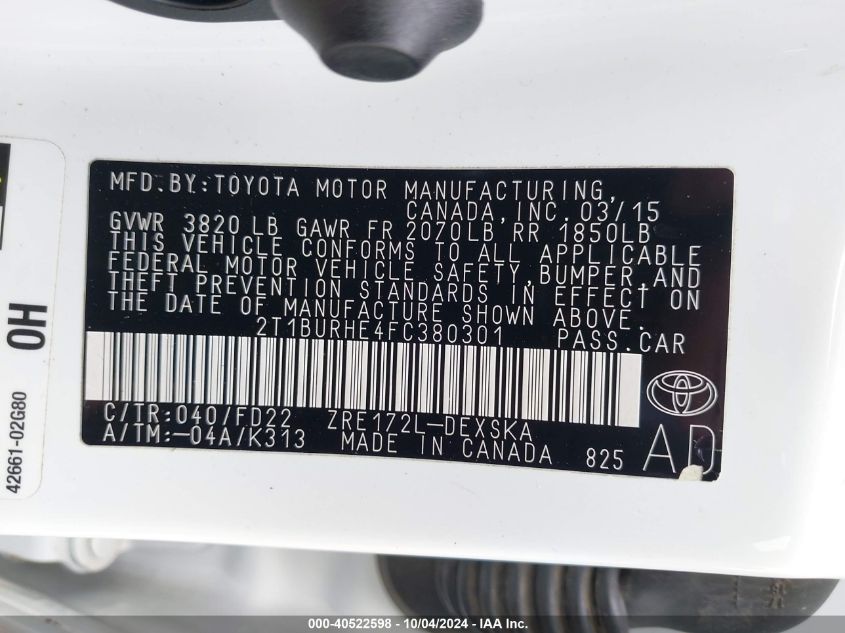 MFD.BY:TOYOTA MOTOR MANUFACTURING,
CANADA,INC.03/15
GVWR 3820 LB GAWR FR 2070LB RR 1850LB
THIS VEHICLE CONFORMS TO ALL APPLICABLE
FEDERAL MOTOR VEHICLE SAFETY,BUMPER,AND
THEFT PREVENTION STANDARDS IN EFFECT ON
THE DATE OF MANUFACTURE SHOWN ABOVE.
2T1BURHE4FC380301 PASS.CAR
C/TR:040/FD22 ZRE172L-DEXSKA
A/TM:-04A/K313 MADE IN CANADA 825 AD
OH
42661-02G80
000-40522598 - 10/04/2024 - IAA Inc.